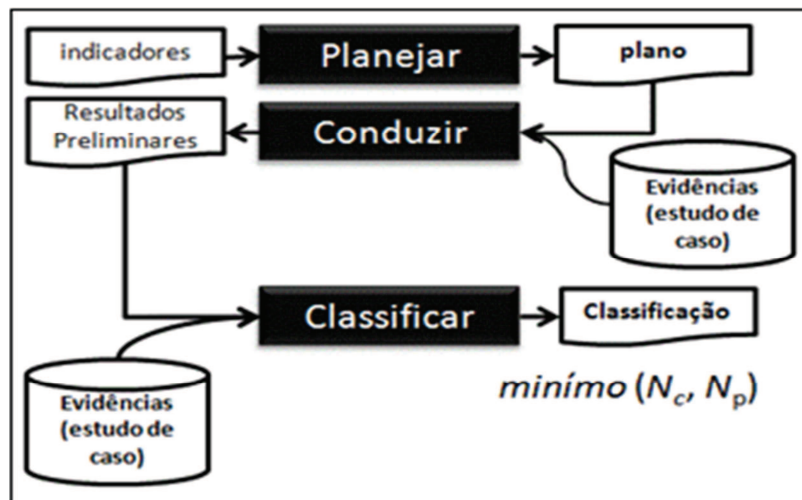 indicadores
Planejar
plano
Resultados
Preliminares
Conduzir
Evidências
(estudo de
caso)
Classificar
Classificação
Evidências
(estudo de
caso)
minímo (Nc, Np)